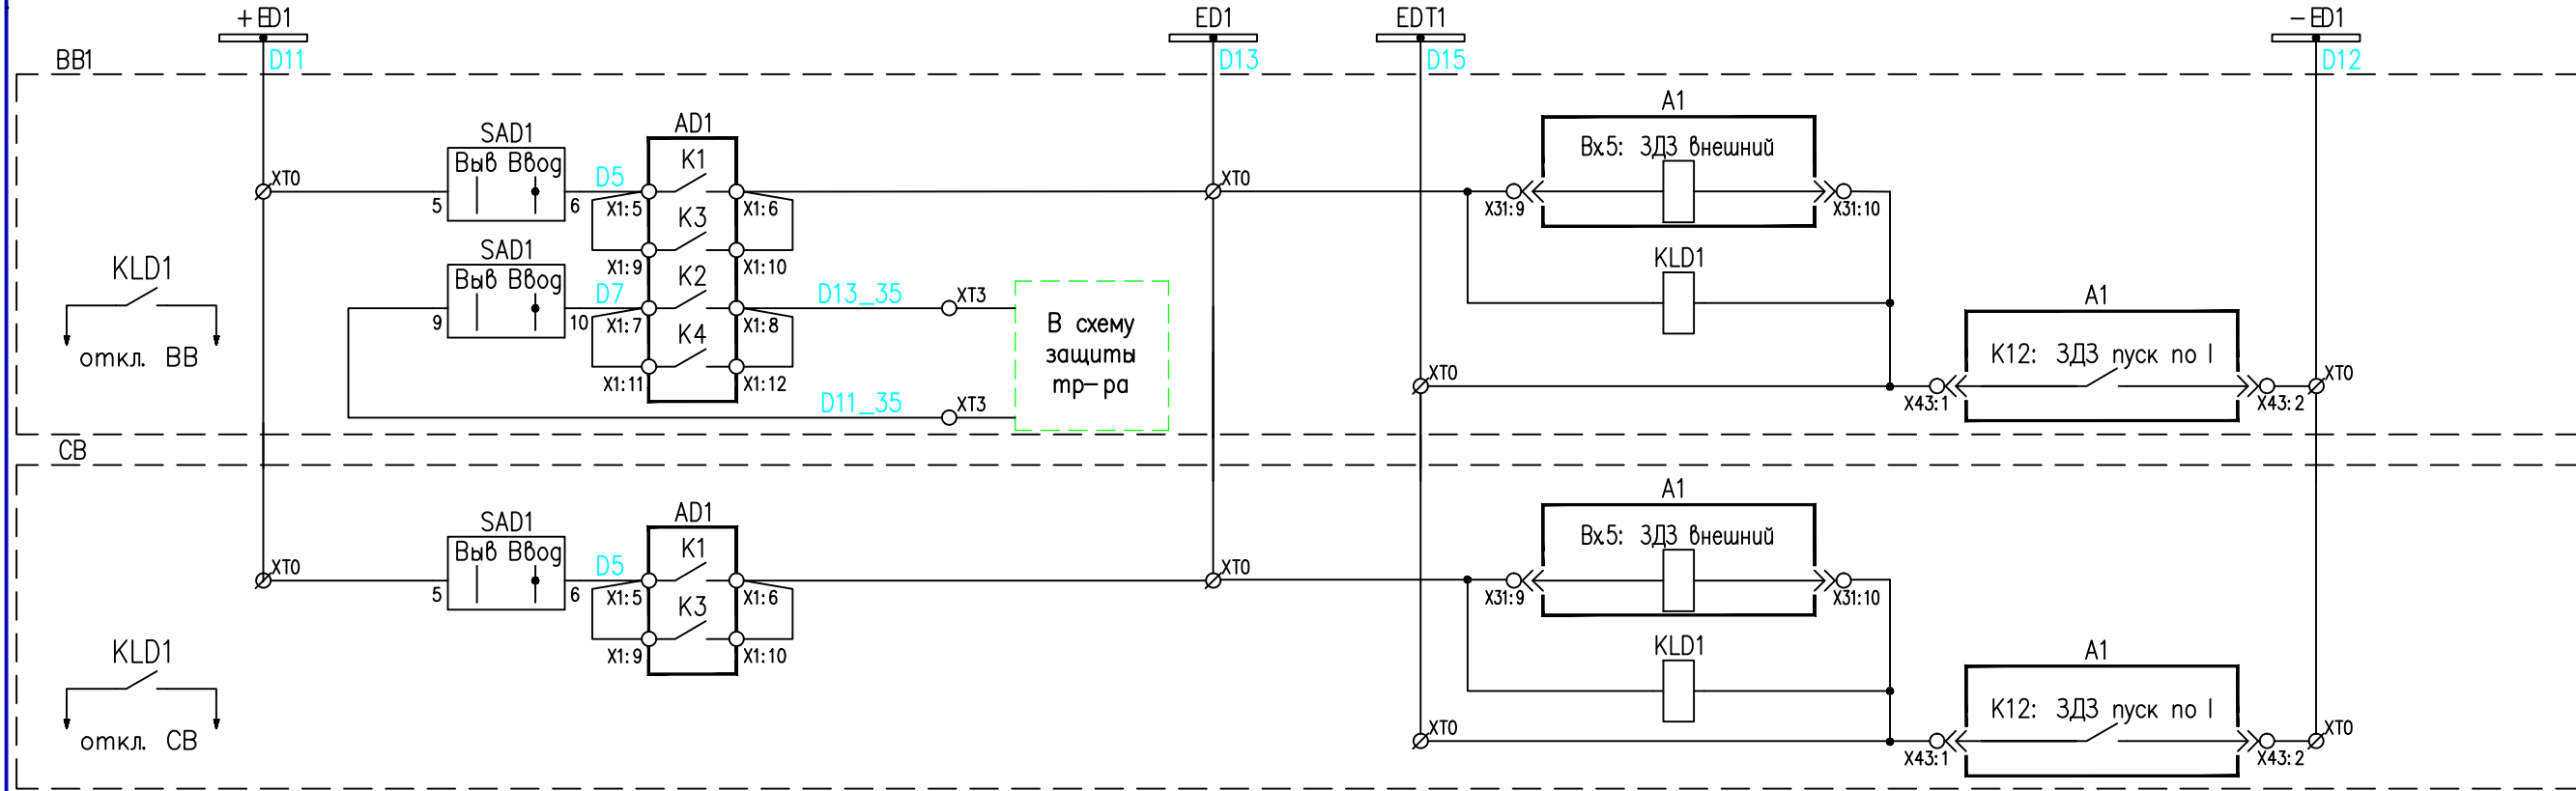 +ED1
ED1
EDT1
-ED1
D11
D13
D15
D12
ВВ1
SAD1
Выв Ввод
5
6
D5
AD1
K1
X1:5
X1:6
K3
X1:9
X1:10
K2
X1:7
X1:8
K4
X1:11
X1:12
XT0
XT0
A1
Вх.5: ЗДЗ внешний
X31:9
X31:10
SAD1
Выв Ввод
9
10
D7
D13_35
XT3
D11_35
XT3
В схему
защиты
тр-ра
KLD1
откл. ВВ
KLD1
XT0
A1
K12: ЗДЗ пуск по I
X43:1
X43:2
XT0
СВ
XT0
SAD1
Выв Ввод
5
6
D5
AD1
K1
X1:5
X1:6
K3
X1:9
X1:10
XT0
A1
Вх.5: ЗДЗ внешний
X31:9
X31:10
KLD1
откл. СВ
KLD1
XT0
A1
K12: ЗДЗ пуск по I
X43:1
X43:2
XT0